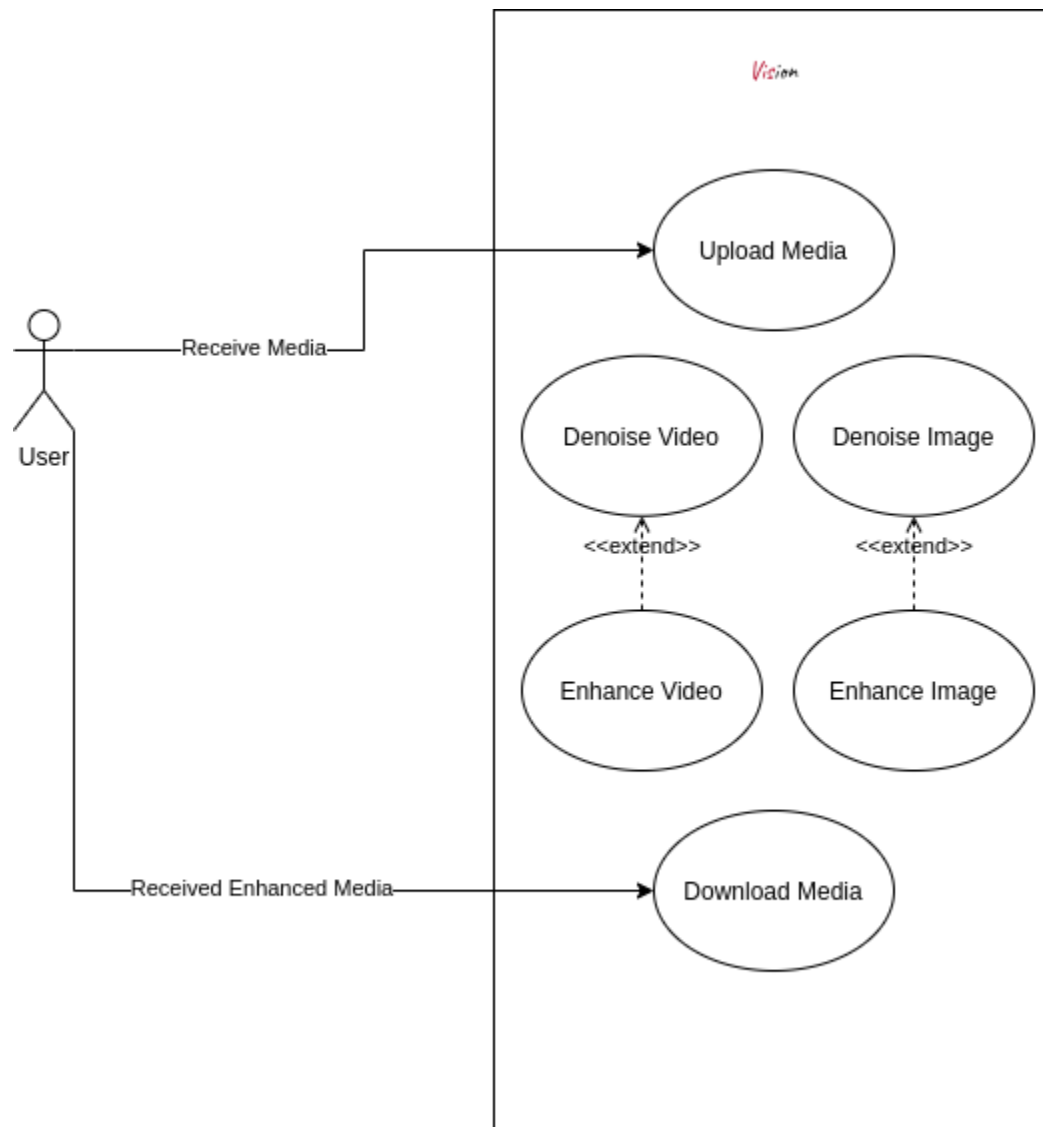 Vision
Upload Media
Receive Media
Denoise Video
Denoise Image
User
<<extend>>
<<extend>>
Enhance Video
Enhance Image
Received Enhanced Media
Download Media